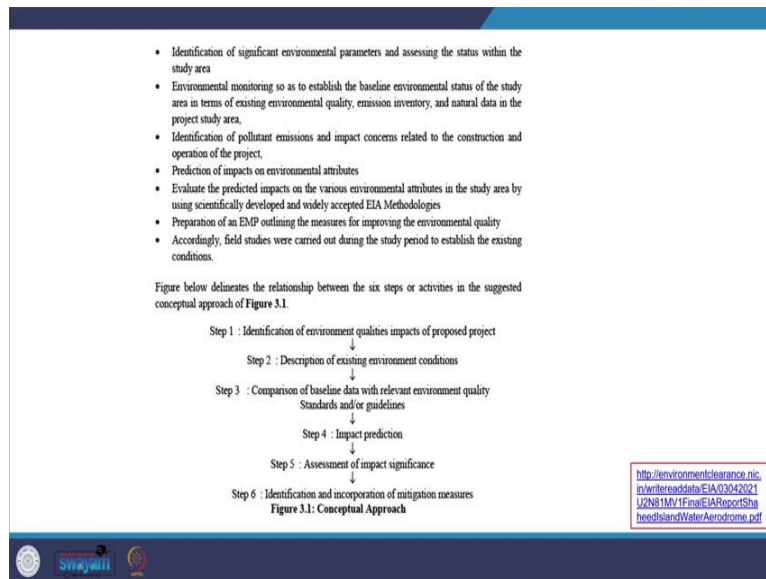 • Identification of significant environmental parameters and assessing the status within the
study area
• Environmental monitoring so as to establish the baseline environmental status of the study
area in terms of existing environmental quality, emission inventory, and natural data in the
project study area,
• Identification of pollutant emissions and impact concerns related to the construction and
operation of the project,
• Prediction of impacts on environmental attributes
• Evaluate the predicted impacts on the various environmental attributes in the study area by
using scientifically developed and widely accepted EIA Methodologies
• Preparation of an EMP outlining the measures for improving the environmental quality
• Accordingly, field studies were carried out during the study period to establish the existing
conditions.
Figure below delineates the relationship between the six steps or activities in the suggested
conceptual approach of Figure 3.1.
Step 1 : Identification of environment qualities impacts of proposed project
↓
Step 2 : Description of existing environment conditions
↓
Step 3 : Comparison of baseline data with relevant environment quality
Standards and/or guidelines
↓
Step 4 : Impact prediction
↓
Step 5 : Assessment of impact significance
↓
Step 6 : Identification and incorporation of mitigation measures
Figure 3.1: Conceptual Approach
http://environmentclearance.nic.
in/writereaddata/EIA/03042021
U2N81MV1FinalEIAReportSha
heedIslandWaterAerodrome.pdf
swayam